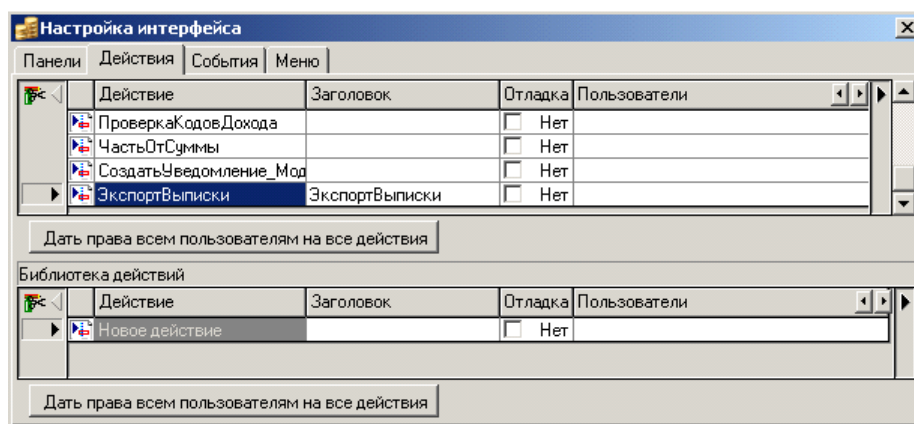 Настройка интерфейса
Панели Действия События Меню
Действие Заголовок Отладка Пользователи
ПроверкаКодовДохода Нет
ЧастьОтСуммы Нет
СоздатьУведомление_Мод Нет
ЭкспортВыписки ЭкспортВыписки Нет
Дать права всем пользователям на все действия
Библиотека действий
Действие Заголовок Отладка Пользователи
Новое действие Нет
Дать права всем пользователям на все действия